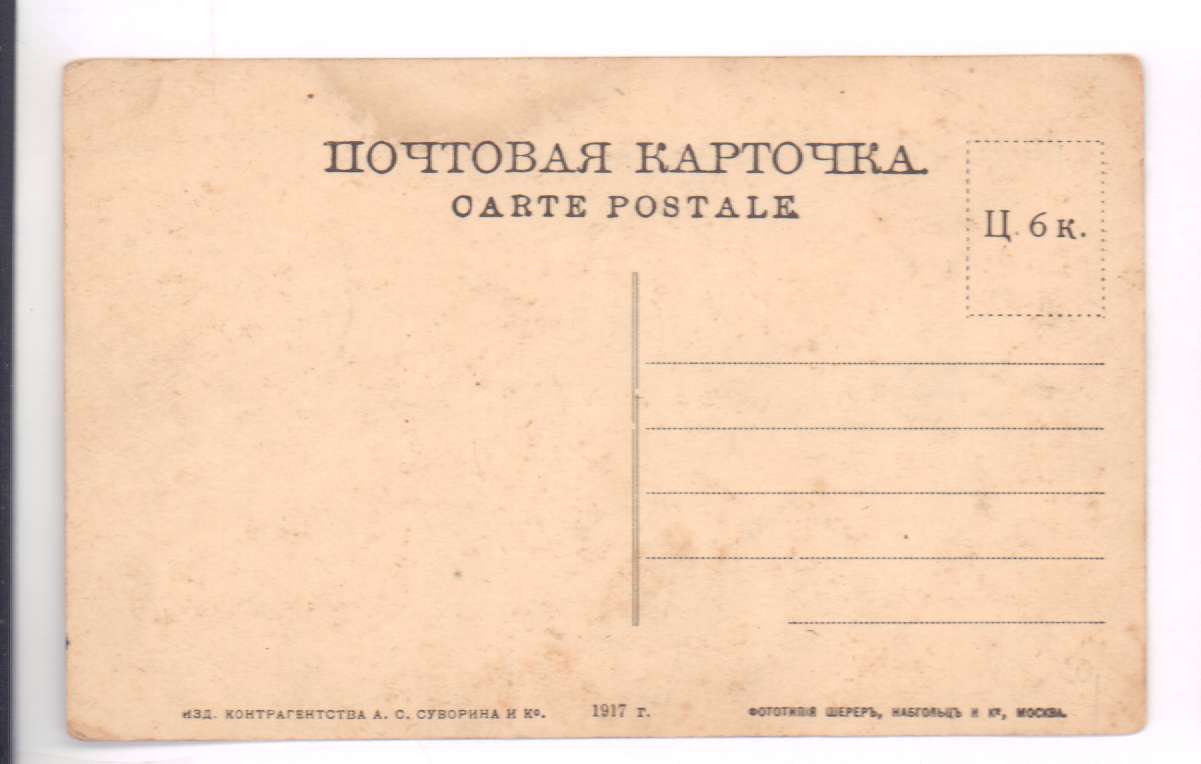 ПОЧТОВАЯ КАРТОЧКА.
CARTE POSTALE.
Ц. 6 к.
ИЗД. КОНТРАГЕНТСТВА А. С. СУВОРИНА И Кº. 1917 г. ФОТОТИПІЯ ШЕРЕРЪ, НАБГОЛЬЦЪ И Кº, МОСКВА.